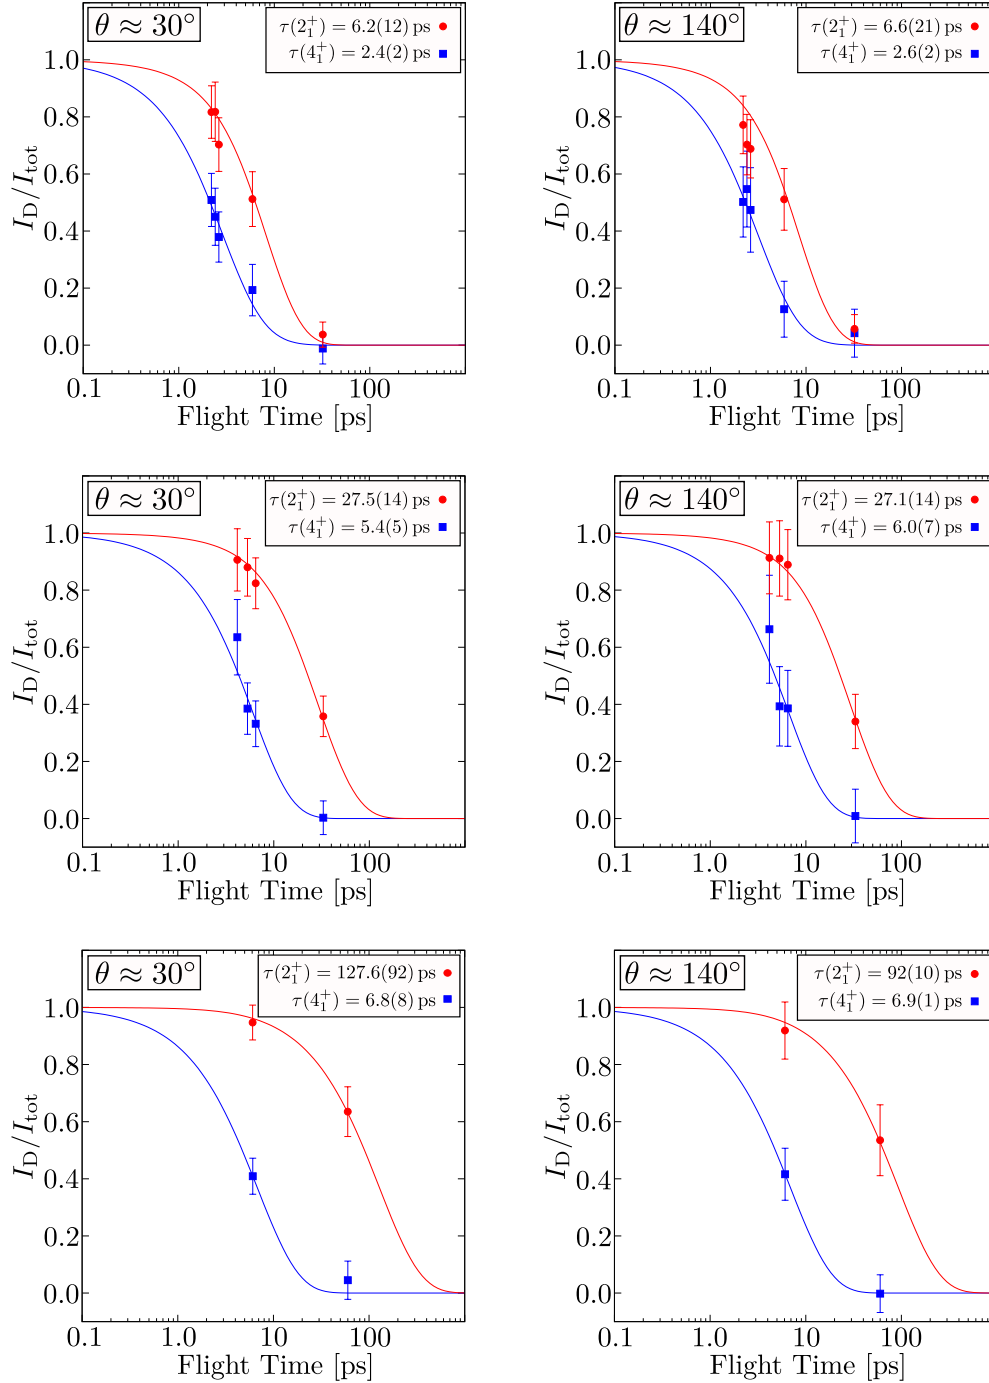 θ ≈ 30°
τ(2₁⁺) = 6.2(12) ps
τ(4₁⁺) = 2.4(2) ps
1.0
0.8
0.6
0.4
0.2
0.0
I_D/I_tot
0.1 1.0 10 100
Flight Time [ps]
θ ≈ 140°
τ(2₁⁺) = 6.6(21) ps
τ(4₁⁺) = 2.6(2) ps
1.0
0.8
0.6
0.4
0.2
0.0
I_D/I_tot
0.1 1.0 10 100
Flight Time [ps]
θ ≈ 30°
τ(2₁⁺) = 27.5(14) ps
τ(4₁⁺) = 5.4(5) ps
1.0
0.8
0.6
0.4
0.2
0.0
I_D/I_tot
0.1 1.0 10 100
Flight Time [ps]
θ ≈ 140°
τ(2₁⁺) = 27.1(14) ps
τ(4₁⁺) = 6.0(7) ps
1.0
0.8
0.6
0.4
0.2
0.0
I_D/I_tot
0.1 1.0 10 100
Flight Time [ps]
θ ≈ 30°
τ(2₁⁺) = 127.6(92) ps
τ(4₁⁺) = 6.8(8) ps
1.0
0.8
0.6
0.4
0.2
0.0
I_D/I_tot
0.1 1.0 10 100
Flight Time [ps]
θ ≈ 140°
τ(2₁⁺) = 92(10) ps
τ(4₁⁺) = 6.9(1) ps
1.0
0.8
0.6
0.4
0.2
0.0
I_D/I_tot
0.1 1.0 10 100
Flight Time [ps]